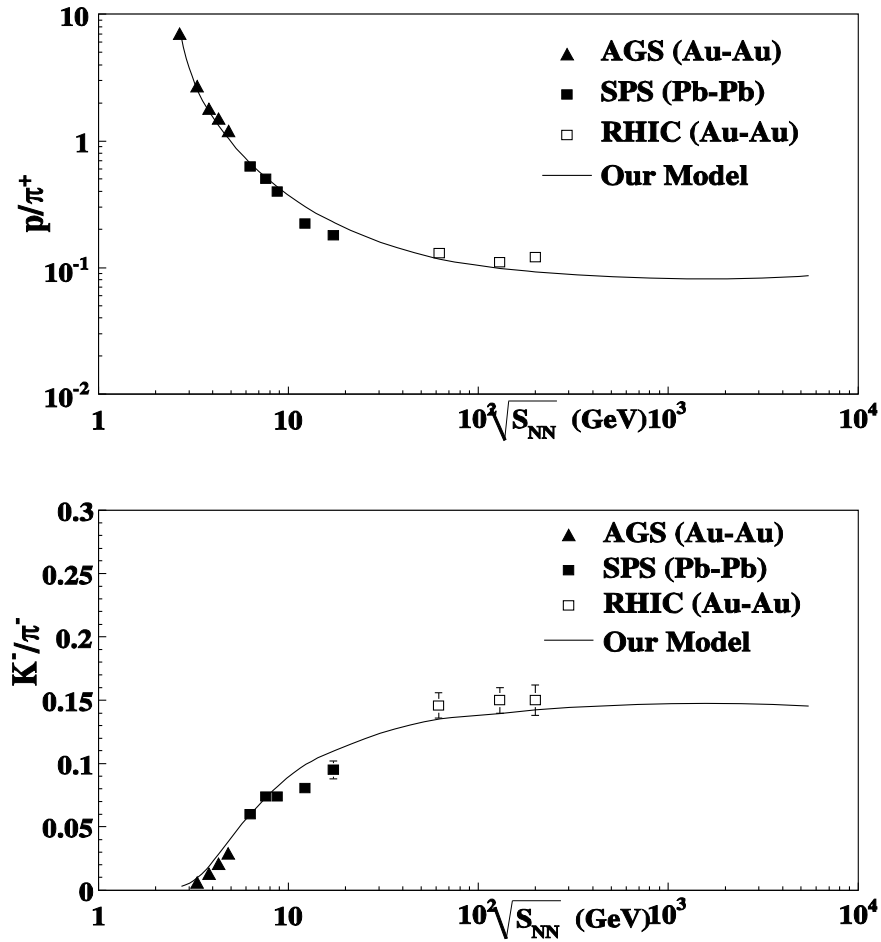 10
1
10⁻¹
10⁻²
p/π⁺
AGS (Au-Au)
SPS (Pb-Pb)
RHIC (Au-Au)
Our Model
1
10
10²
√S_NN (GeV)
10³
10⁴
0.3
0.25
0.2
0.15
0.1
0.05
0
K⁻/π⁻
AGS (Au-Au)
SPS (Pb-Pb)
RHIC (Au-Au)
Our Model
1
10
10²
√S_NN (GeV)
10³
10⁴